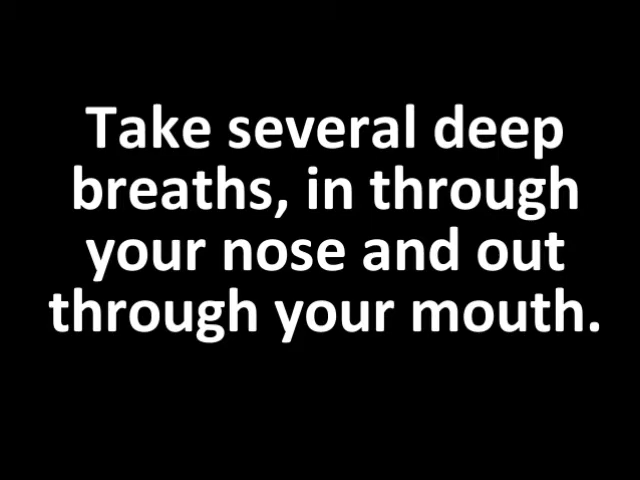 Take several deep
breaths, in through
your nose and out
through your mouth.